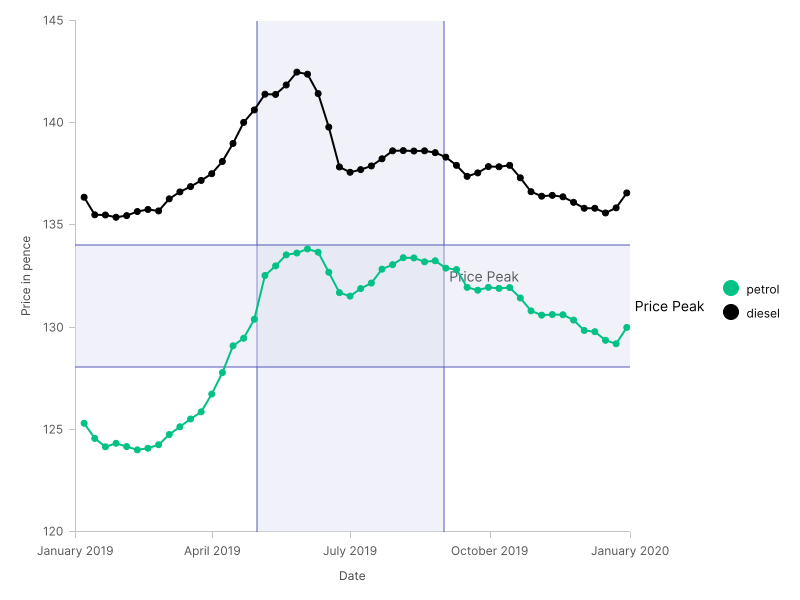 145
140
135
130
125
120
Price in pence
January 2019
April 2019
July 2019
October 2019
January 2020
Date
Price Peak
Price Peak
petrol
diesel